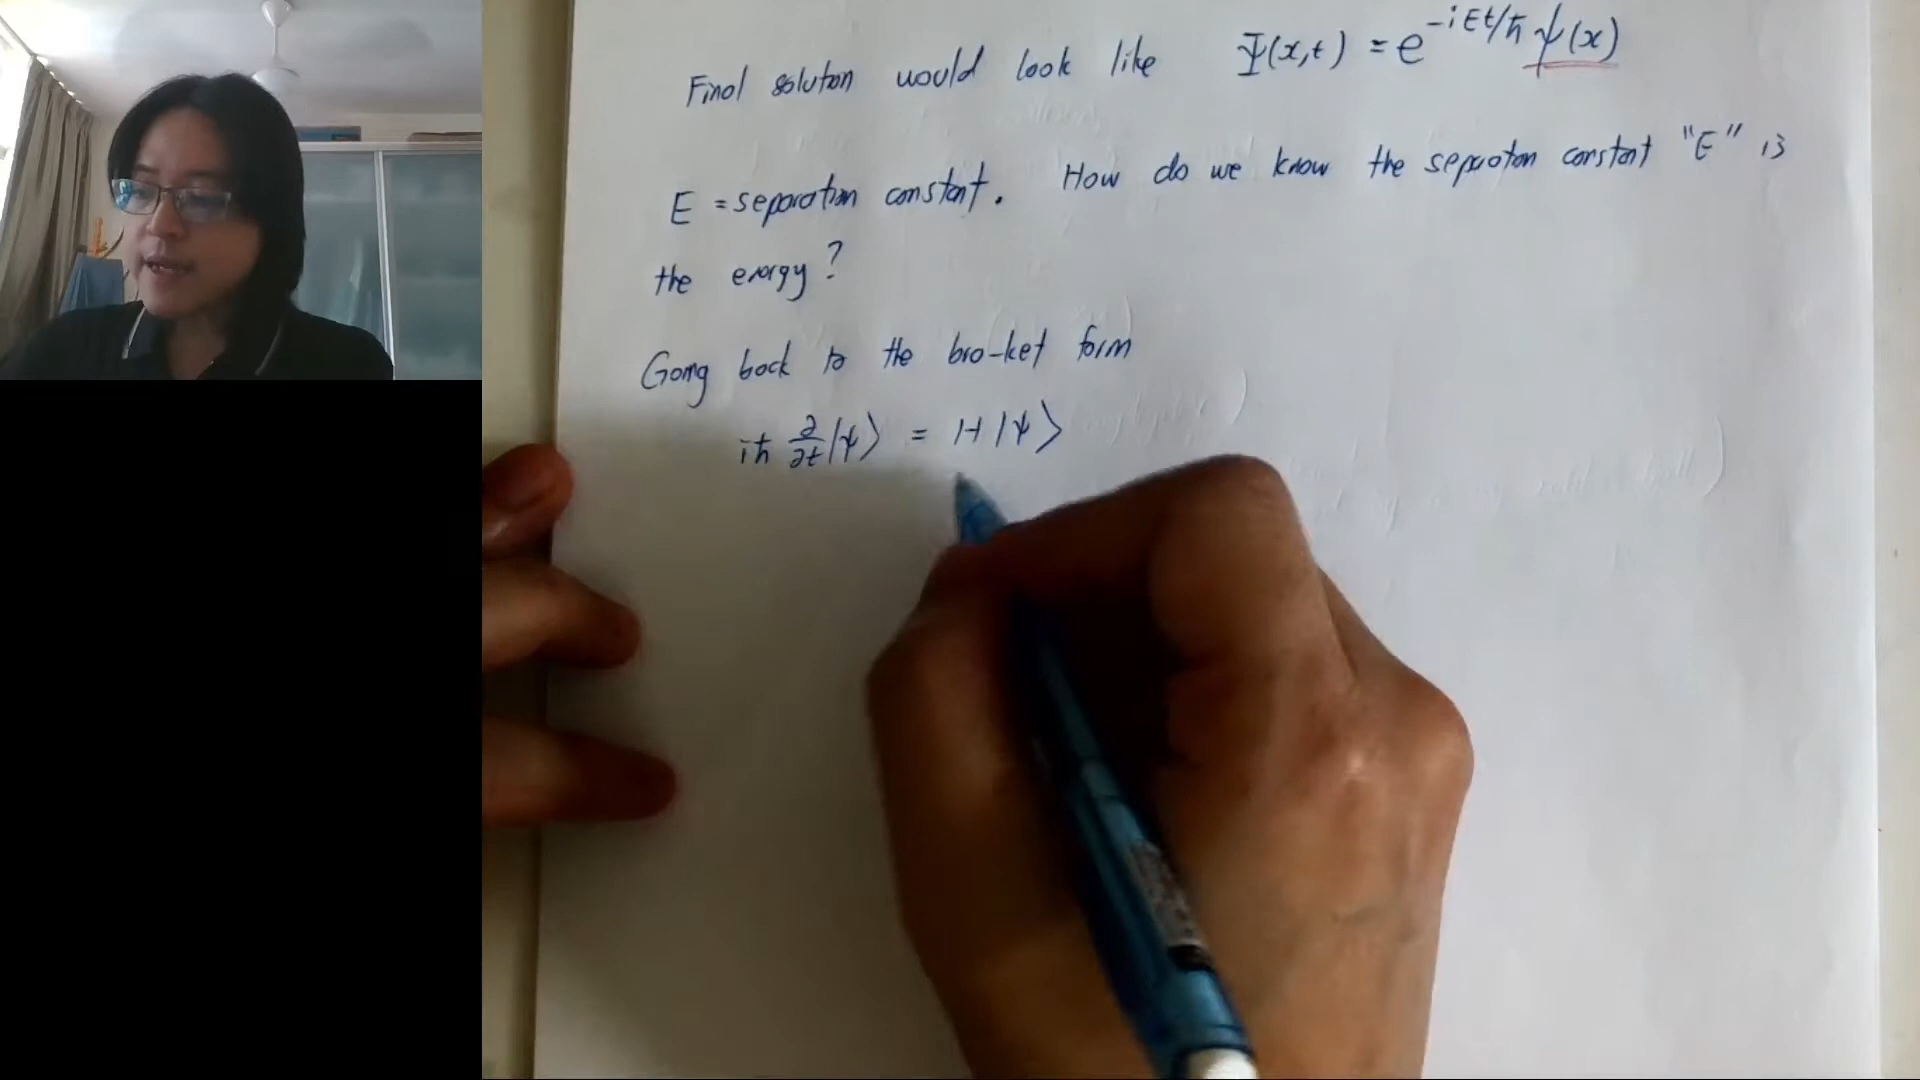 Final solution would look like Ψ(x,t) = e^{-iEt/ħ} ψ(x)
E = separation constant. How do we know the separation constant "E" is
the energy?
Going back to the bra-ket form
iħ ∂/∂t |ψ⟩ = H |ψ⟩